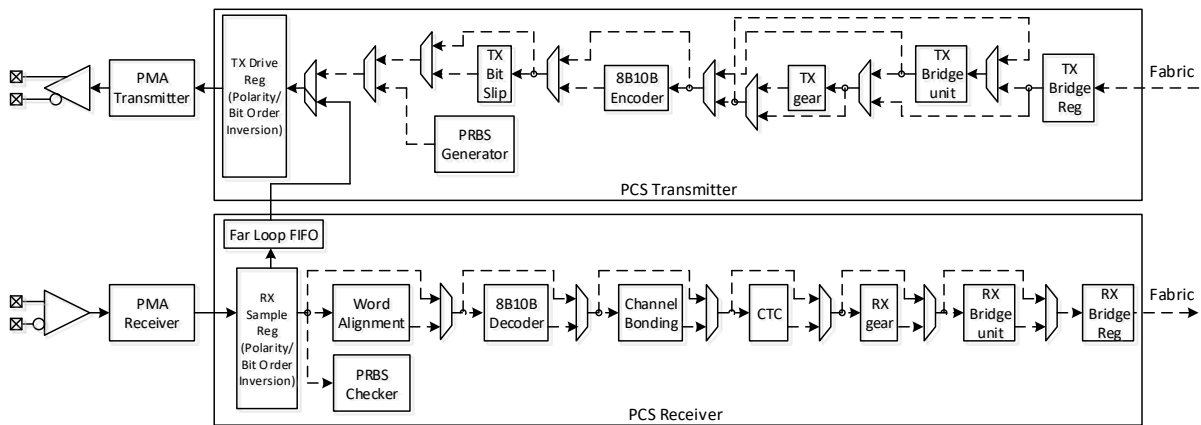 PMA
Transmitter
TX Drive
Reg
(Polarity/
Bit Order
Inversion)
TX
Bit
Slip
PRBS
Generator
8B10B
Encoder
TX
gear
TX
Bridge
unit
TX
Bridge
Reg
Fabric
PCS Transmitter
Far Loop FIFO
PMA
Receiver
RX
Sample
Reg
(Polarity/
Bit Order
Inversion)
Word
Alignment
PRBS
Checker
8B10B
Decoder
Channel
Bonding
CTC
RX
gear
RX
Bridge
unit
RX
Bridge
Reg
Fabric
PCS Receiver